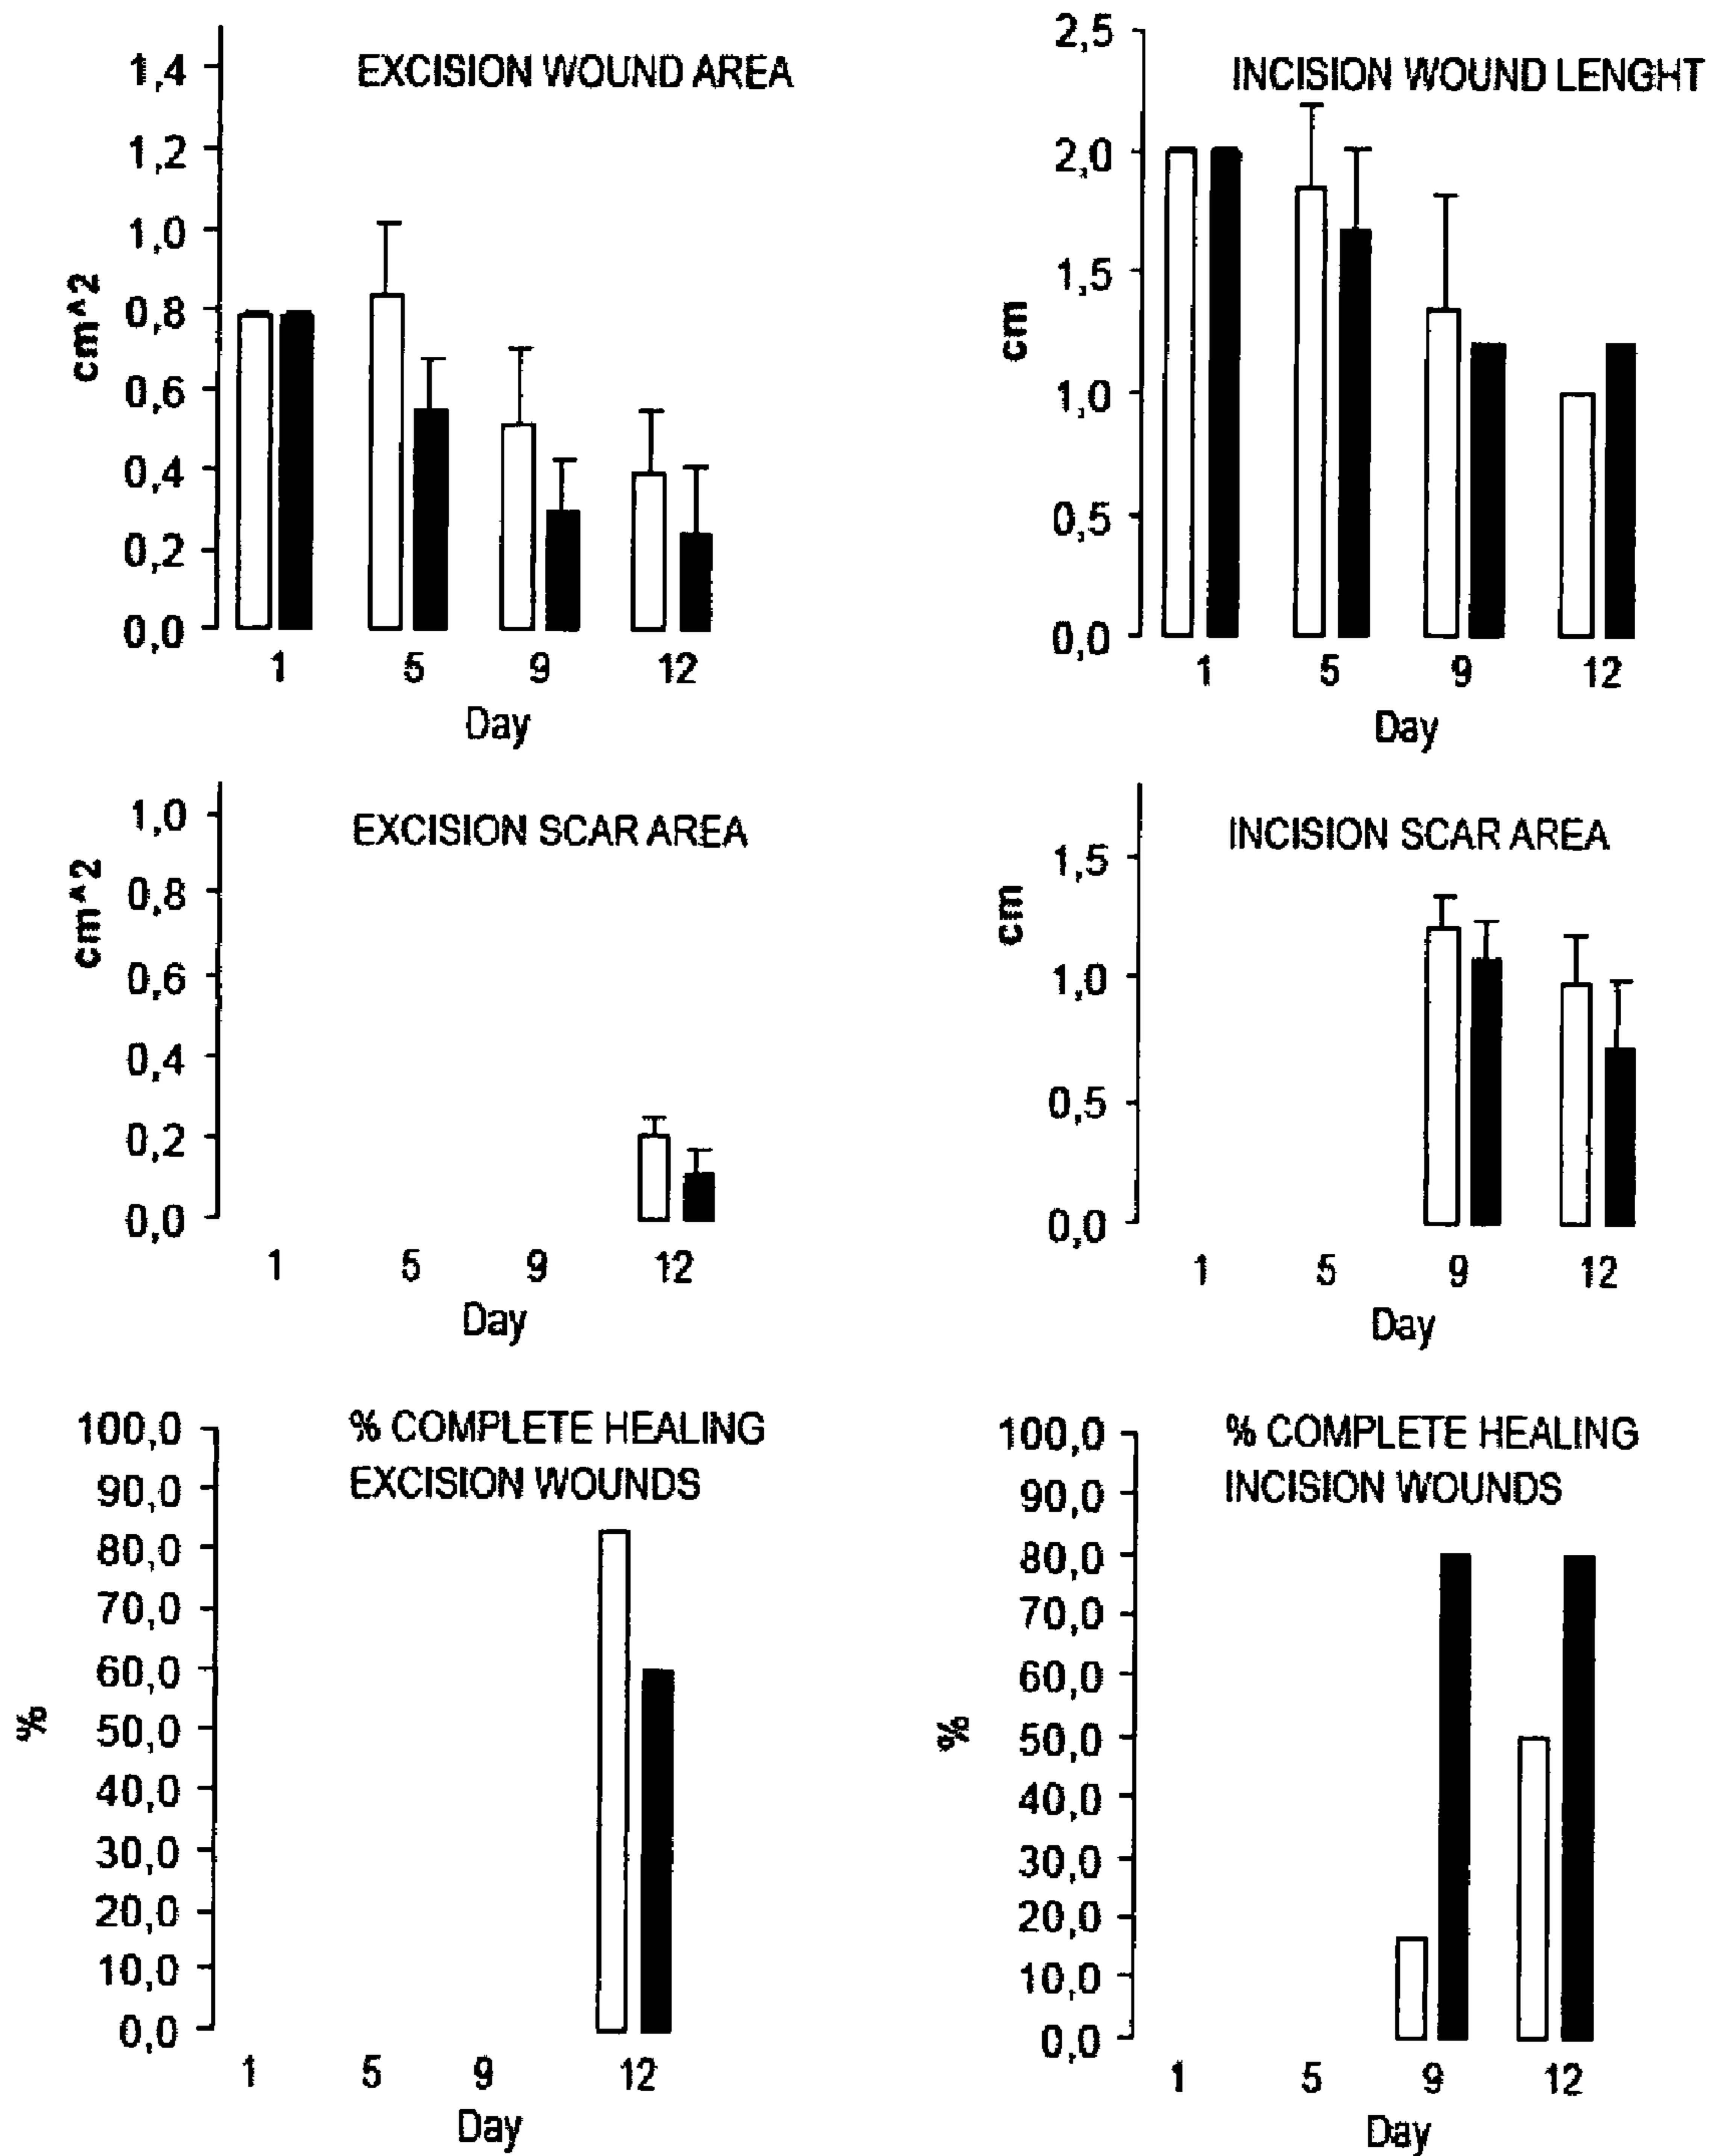 EXCISION WOUND AREA
1,4
1,2
1,0
0,8
0,6
0,4
0,2
0,0
cm^2
1 5 9 12
Day
INCISION WOUND LENGHT
2,5
2,0
1,5
1,0
0,5
0,0
cm
1 5 9 12
Day
EXCISION SCAR AREA
1,0
0,8
0,6
0,4
0,2
0,0
cm^2
1 5 9 12
Day
INCISION SCAR AREA
1,5
1,0
0,5
0,0
cm
1 5 9 12
Day
% COMPLETE HEALING
EXCISION WOUNDS
100,0
90,0
80,0
70,0
60,0
50,0
40,0
30,0
20,0
10,0
0,0
%
1 5 9 12
Day
% COMPLETE HEALING
INCISION WOUNDS
100,0
90,0
80,0
70,0
60,0
50,0
40,0
30,0
20,0
10,0
0,0
%
1 5 9 12
Day